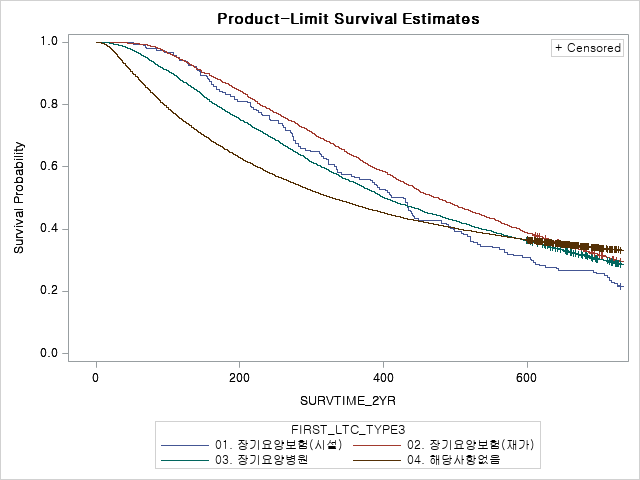 Product-Limit Survival Estimates
+ Censored
1.0
0.8
0.6
0.4
0.2
0.0
Survival Probability
0 200 400 600
SURVTIME_2YR
FIRST_LTC_TYPE3
01. 장기요양보험(시설) 02. 장기요양보험(재가)
03. 장기요양병원 04. 해당사항없음